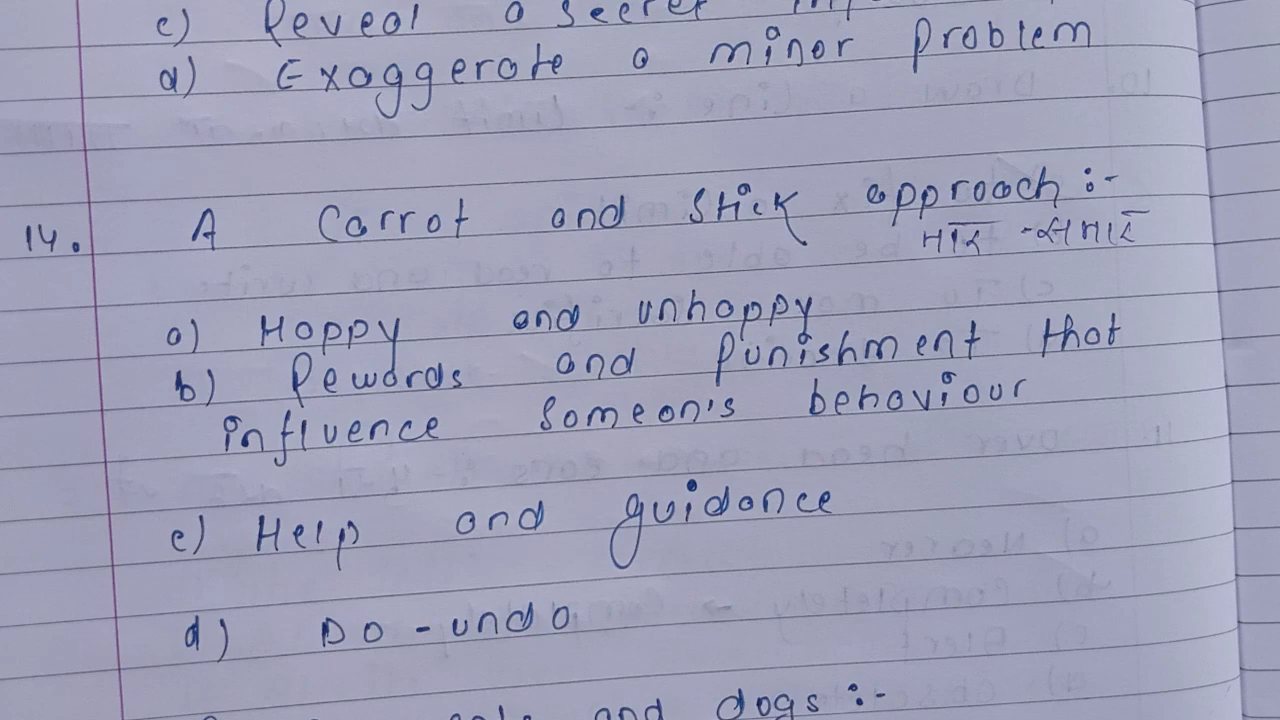 c) Reveal a secret
d) Exaggerate a minor problem
14. A Carrot and Stick approach :-
a) Happy and unhappy
b) Rewards and Punishment that
influence Someon's behaviour
c) Help and guidance
d) Do - undo
and dogs :-